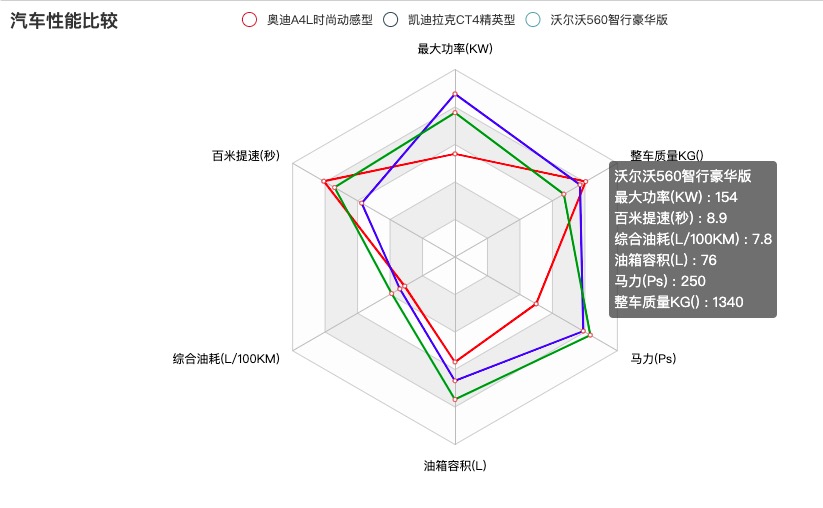 汽车性能比较
奥迪A4L时尚动感型 凯迪拉克CT4精英型 沃尔沃560智行豪华版
最大功率(KW)
百米提速(秒)
整车质量KG()
沃尔沃560智行豪华版
最大功率(KW) : 154
百米提速(秒) : 8.9
综合油耗(L/100KM) : 7.8
油箱容积(L) : 76
马力(Ps) : 250
整车质量KG() : 1340
综合油耗(L/100KM)
马力(Ps)
油箱容积(L)